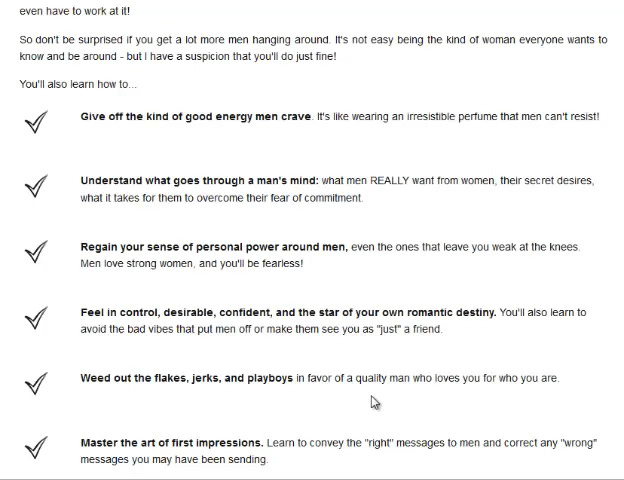 even have to work at it!
So don't be surprised if you get a lot more men hanging around. It's not easy being the kind of woman everyone wants to
know and be around - but I have a suspicion that you'll do just fine!
You'll also learn how to...
Give off the kind of good energy men crave. It's like wearing an irresistible perfume that men can't resist!
Understand what goes through a man's mind: what men REALLY want from women, their secret desires,
what it takes for them to overcome their fear of commitment.
Regain your sense of personal power around men, even the ones that leave you weak at the knees.
Men love strong women, and you'll be fearless!
Feel in control, desirable, confident, and the star of your own romantic destiny. You'll also learn to
avoid the bad vibes that put men off or make them see you as "just" a friend.
Weed out the flakes, jerks, and playboys in favor of a quality man who loves you for who you are.
Master the art of first impressions. Learn to convey the "right" messages to men and correct any "wrong"
messages you may have been sending.